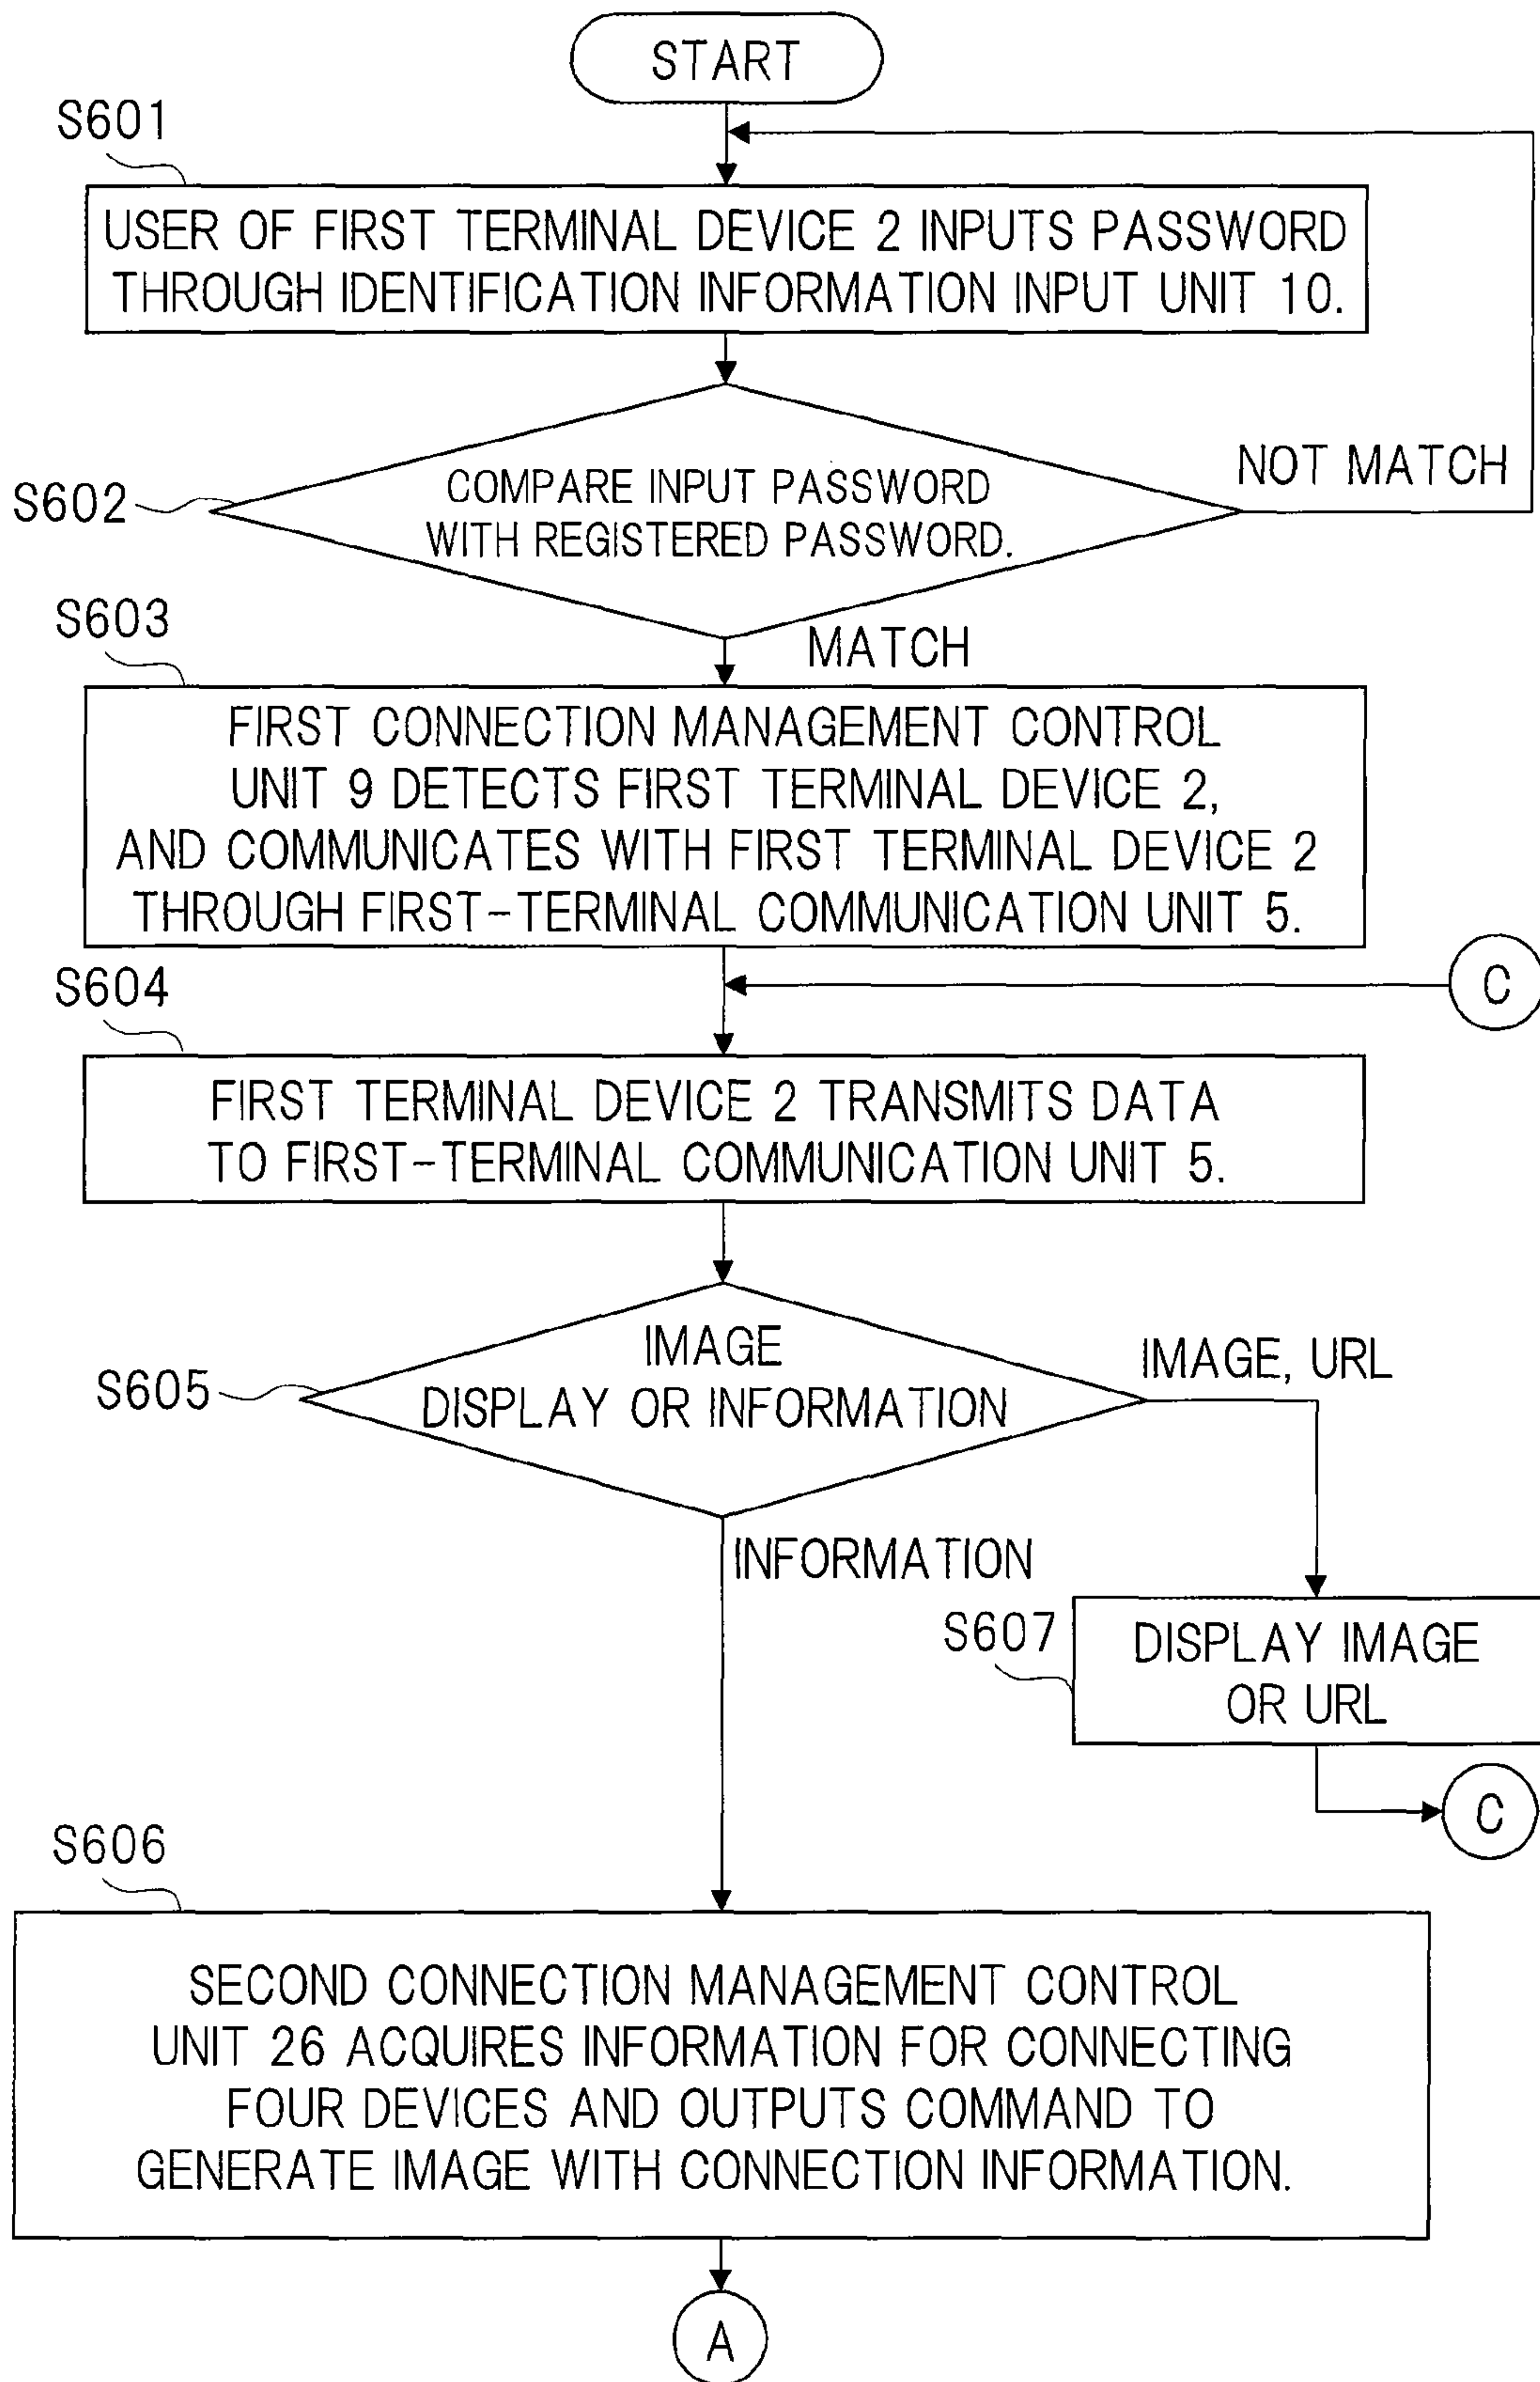 START
S601
USER OF FIRST TERMINAL DEVICE 2 INPUTS PASSWORD
THROUGH IDENTIFICATION INFORMATION INPUT UNIT 10.
S602
COMPARE INPUT PASSWORD
WITH REGISTERED PASSWORD.
NOT MATCH
MATCH
S603
FIRST CONNECTION MANAGEMENT CONTROL
UNIT 9 DETECTS FIRST TERMINAL DEVICE 2,
AND COMMUNICATES WITH FIRST TERMINAL DEVICE 2
THROUGH FIRST-TERMINAL COMMUNICATION UNIT 5.
C
S604
FIRST TERMINAL DEVICE 2 TRANSMITS DATA
TO FIRST-TERMINAL COMMUNICATION UNIT 5.
S605
IMAGE
DISPLAY OR INFORMATION
IMAGE, URL
INFORMATION
S607
DISPLAY IMAGE
OR URL
C
S606
SECOND CONNECTION MANAGEMENT CONTROL
UNIT 26 ACQUIRES INFORMATION FOR CONNECTING
FOUR DEVICES AND OUTPUTS COMMAND TO
GENERATE IMAGE WITH CONNECTION INFORMATION.
A